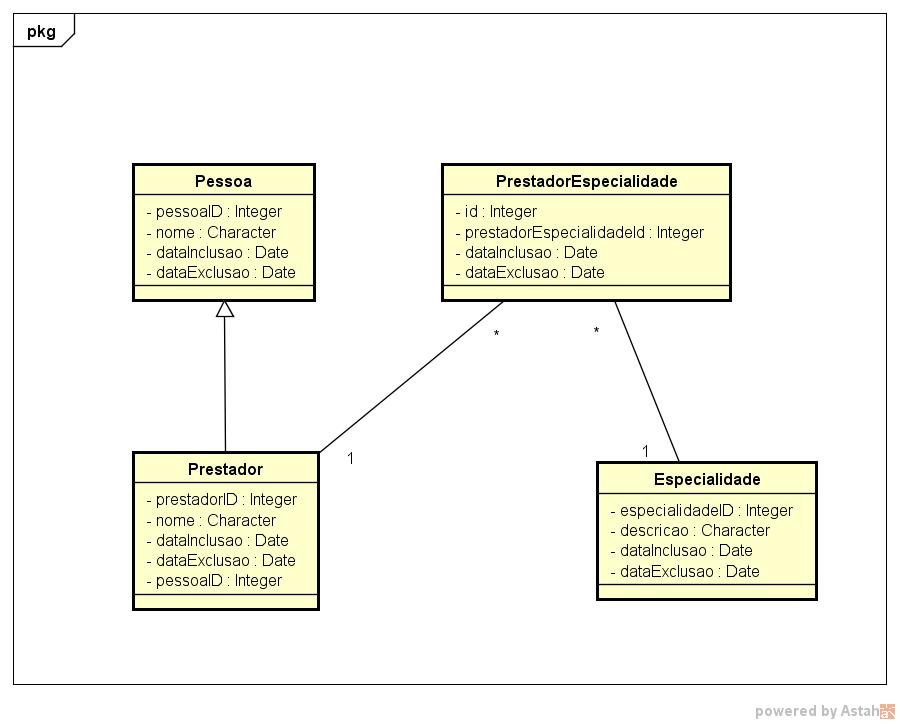 pkg
Pessoa
- pessoaID : Integer
- nome : Character
- dataInclusao : Date
- dataExclusao : Date
PrestadorEspecialidade
- id : Integer
- prestadorEspecialidadeId : Integer
- dataInclusao : Date
- dataExclusao : Date
*
*
1
1
Prestador
- prestadorID : Integer
- nome : Character
- dataInclusao : Date
- dataExclusao : Date
- pessoaID : Integer
Especialidade
- especialidadeID : Integer
- descricao : Character
- dataInclusao : Date
- dataExclusao : Date
powered by Astah